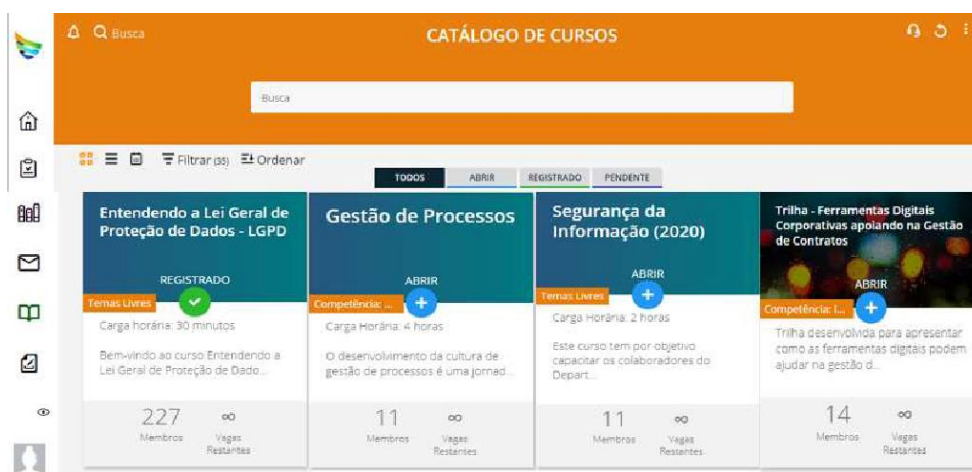 Busca
CATÁLOGO DE CURSOS
Busca
Filtrar (35) Ordenar
TODOS ABRIR REGISTRADO PENDENTE
Entendendo a Lei Geral de
Proteção de Dados - LGPD
REGISTRADO
Temas Livres
Carga horária: 30 minutos
Bem-vindo ao curso Entendendo a
Lei Geral de Proteção de Dado...
227 ∞
Membros Vagas
Restantes
Gestão de Processos
ABRIR
Competência: ...
Carga Horária: 4 horas
O desenvolvimento da cultura de
gestão de processos é uma jornad...
11 ∞
Membros Vagas
Restantes
Segurança da
Informação (2020)
ABRIR
Temas Livres
Carga Horária: 2 horas
Este curso tem por objetivo
capacitar os colaboradores do
Depart...
11 ∞
Membros Vagas
Restantes
Trilha - Ferramentas Digitais
Corporativas apoiando na Gestão
de Contratos
ABRIR
Competência: I...
Trilha desenvolvida para apresentar
como as ferramentas digitais podem
ajudar na gestão d...
14 ∞
Membros Vagas
Restantes